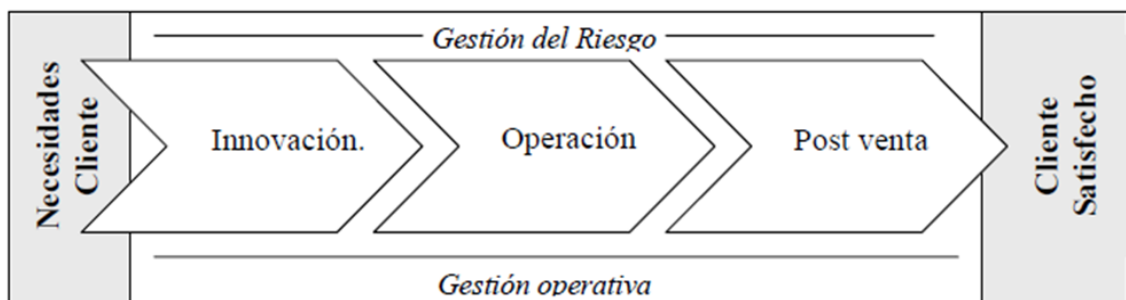 Gestión del Riesgo
Necesidades
Cliente
Innovación.
Operación
Post venta
Cliente
Satisfecho
Gestión operativa